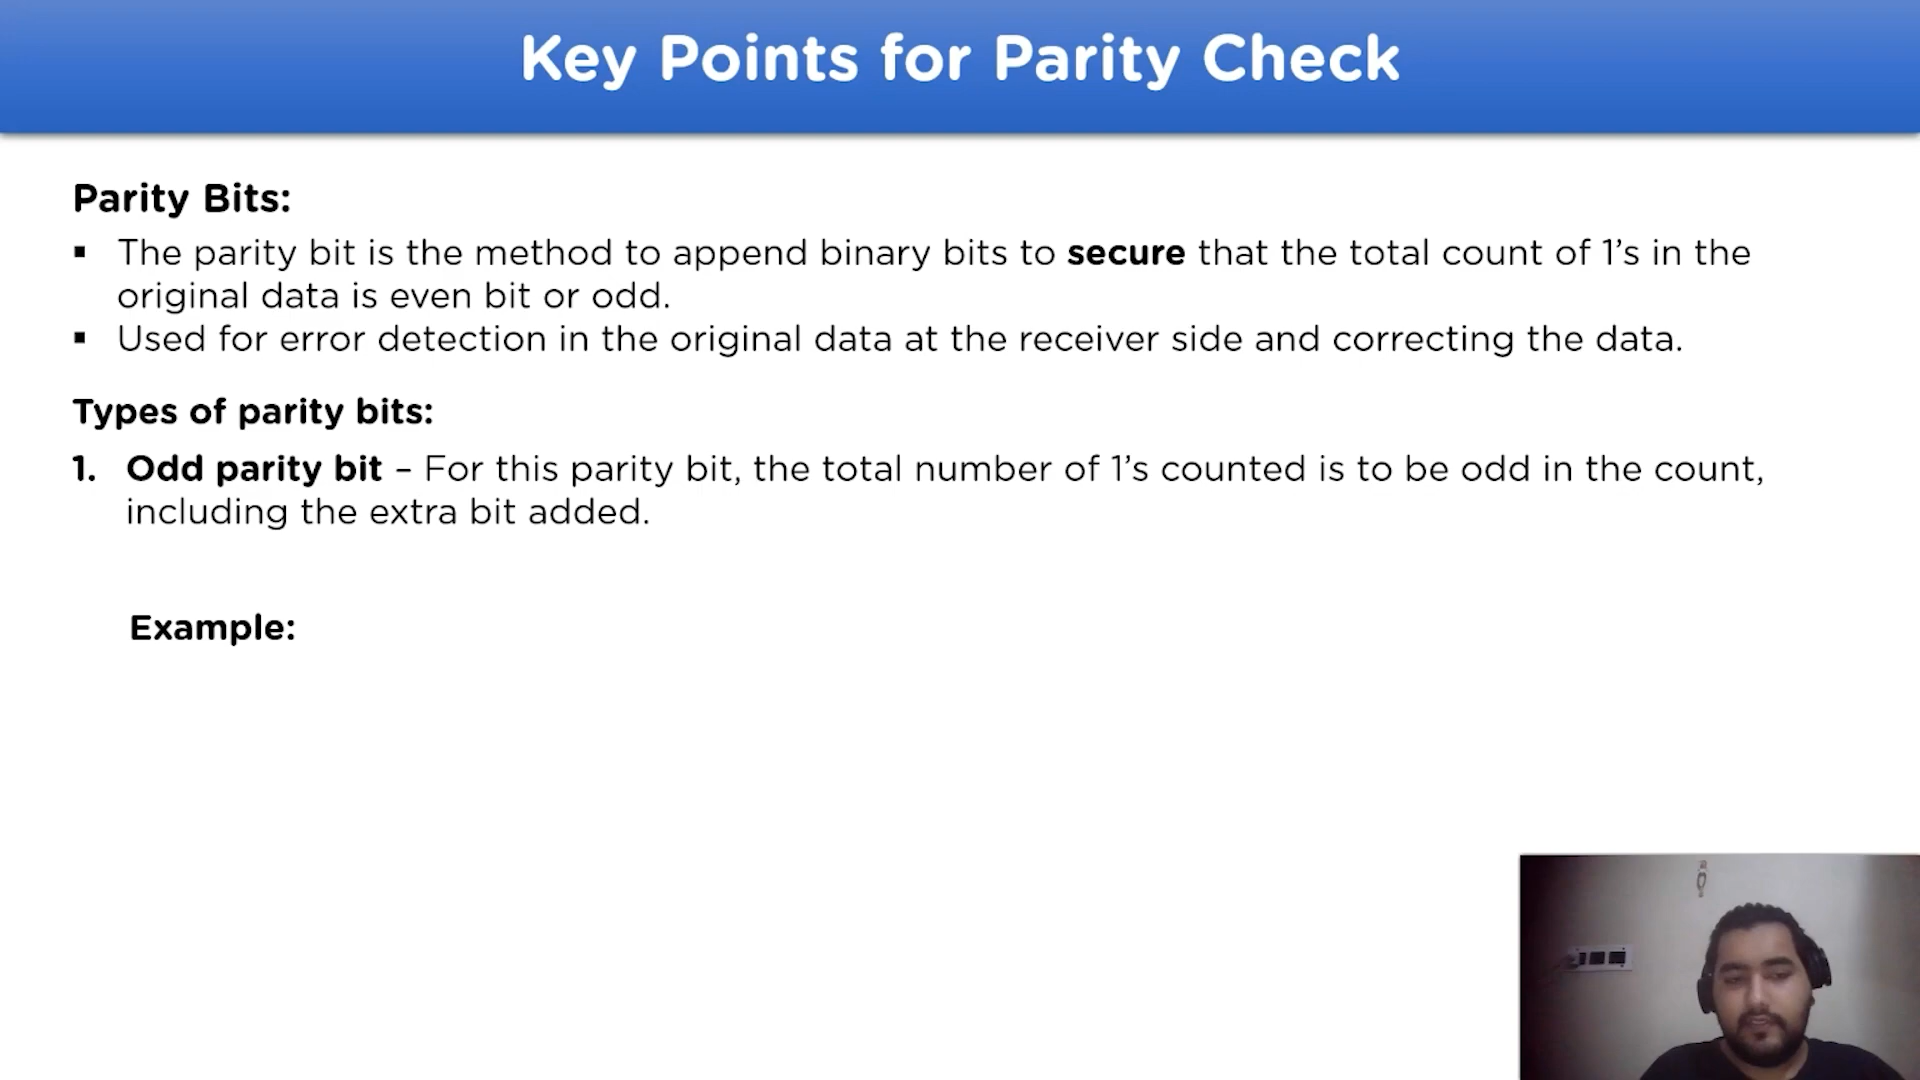 Key Points for Parity Check
Parity Bits:
▪ The parity bit is the method to append binary bits to secure that the total count of 1’s in the
original data is even bit or odd.
▪ Used for error detection in the original data at the receiver side and correcting the data.
Types of parity bits:
1. Odd parity bit – For this parity bit, the total number of 1’s counted is to be odd in the count,
including the extra bit added.
Example: